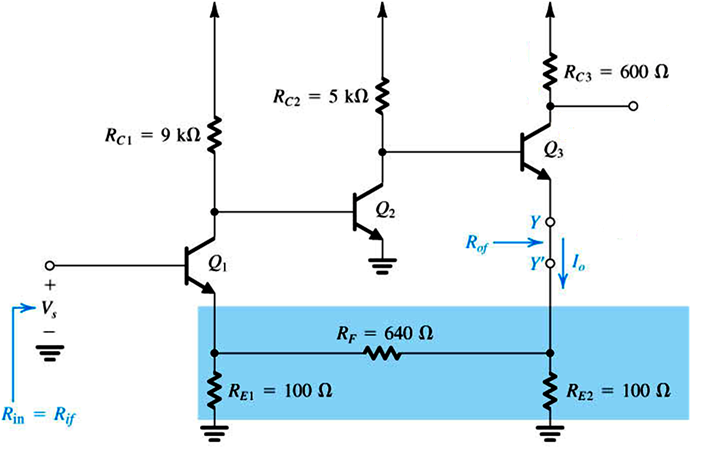 R_C3 = 600 Ω
R_C2 = 5 kΩ
R_C1 = 9 kΩ
Q_3
Q_2
Y
R_of
Y'
I_o
Q_1
+
V_s
−
R_F = 640 Ω
R_E1 = 100 Ω
R_E2 = 100 Ω
R_in = R_if